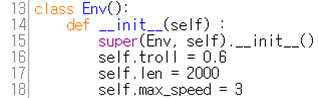 13 class Env():
14     def __init__(self) :
15         super(Env, self).__init__()
16         self.troll = 0.6
17         self.len = 2000
18         self.max_speed = 3